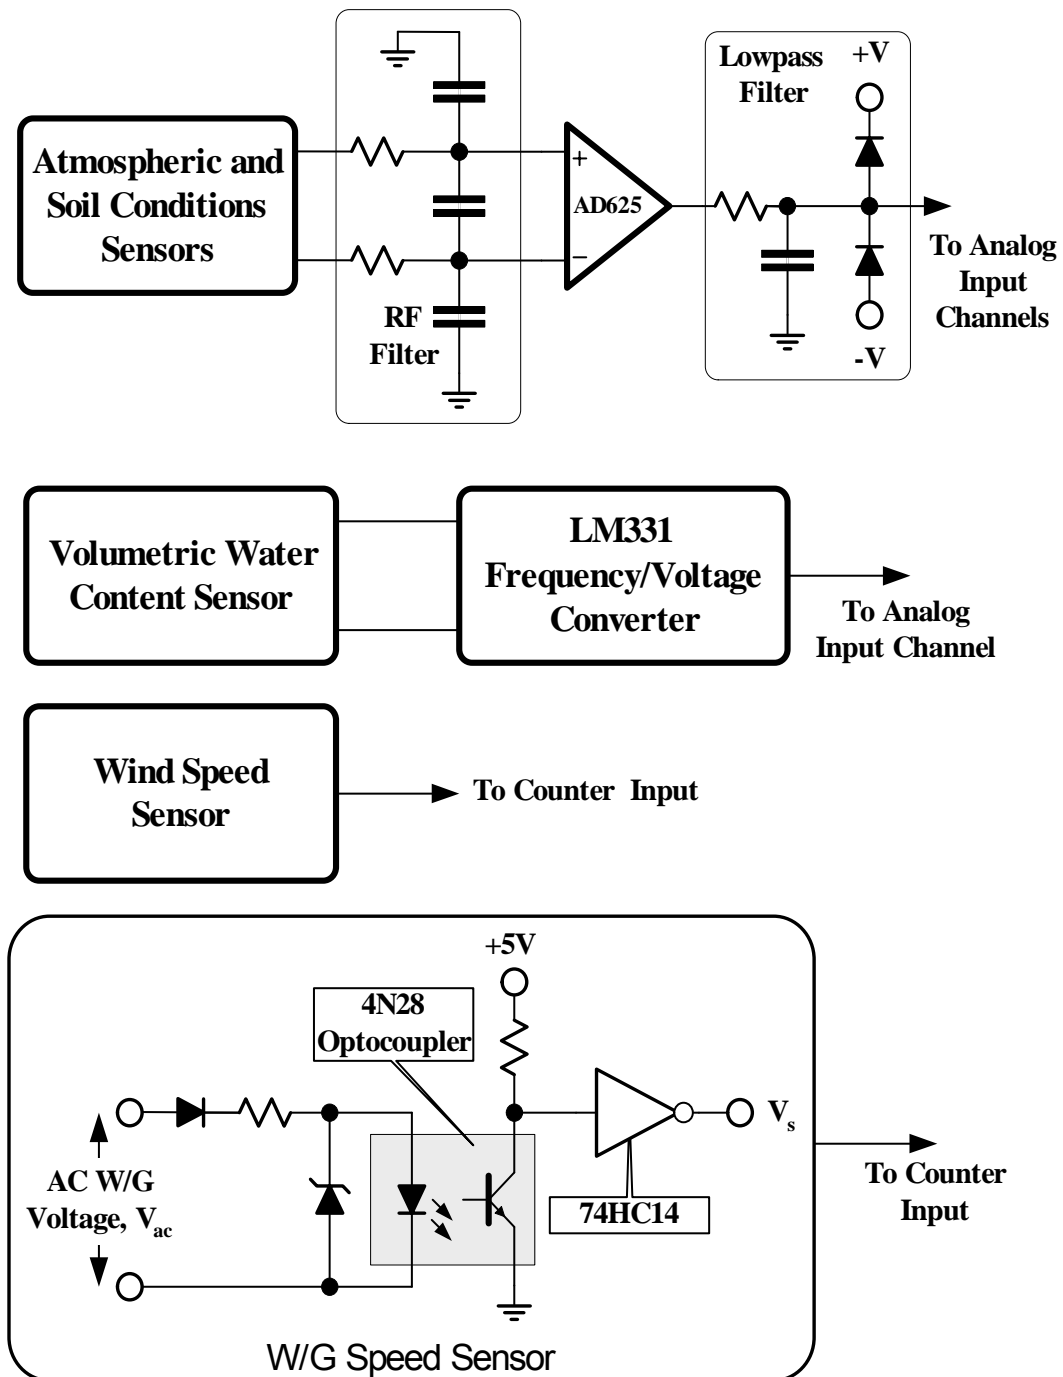 Lowpass
Filter
+V
Atmospheric and
Soil Conditions
Sensors
+
AD625
−
RF
Filter
-V
To Analog
Input
Channels
Volumetric Water
Content Sensor
LM331
Frequency/Voltage
Converter
To Analog
Input Channel
Wind Speed
Sensor
To Counter Input
+5V
4N28
Optocoupler
AC W/G
Voltage, Vac
Vs
74HC14
To Counter
Input
W/G Speed Sensor